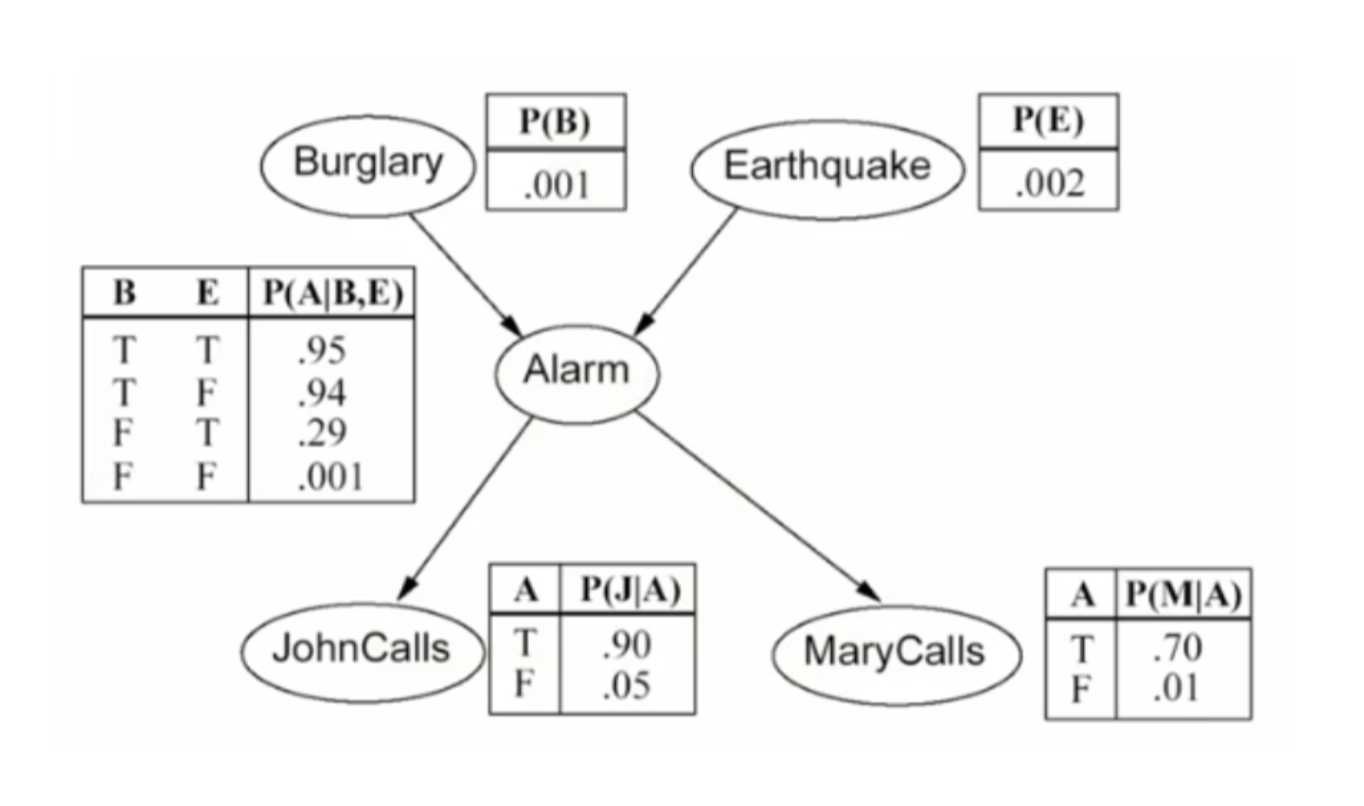 Burglary
P(B)
.001
Earthquake
P(E)
.002
B E P(A|B,E)
T T .95
T F .94
F T .29
F F .001
Alarm
JohnCalls
A P(J|A)
T .90
F .05
MaryCalls
A P(M|A)
T .70
F .01